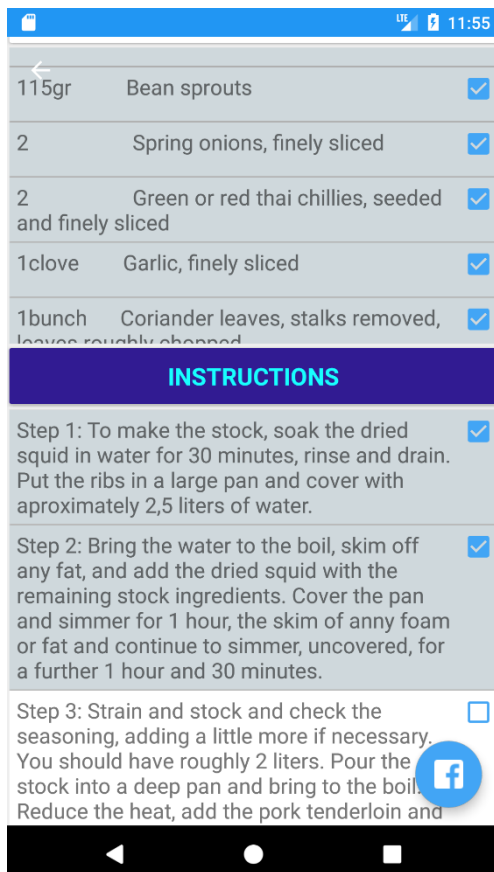 LTE 11:55
115gr Bean sprouts
2 Spring onions, finely sliced
2 Green or red thai chillies, seeded
and finely sliced
1clove Garlic, finely sliced
1bunch Coriander leaves, stalks removed,
leaves roughly chopped
INSTRUCTIONS
Step 1: To make the stock, soak the dried
squid in water for 30 minutes, rinse and drain.
Put the ribs in a large pan and cover with
aproximately 2,5 liters of water.
Step 2: Bring the water to the boil, skim off
any fat, and add the dried squid with the
remaining stock ingredients. Cover the pan
and simmer for 1 hour, the skim of anny foam
or fat and continue to simmer, uncovered, for
a further 1 hour and 30 minutes.
Step 3: Strain and stock and check the
seasoning, adding a little more if necessary.
You should have roughly 2 liters. Pour the
stock into a deep pan and bring to the boil.
Reduce the heat, add the pork tenderloin and